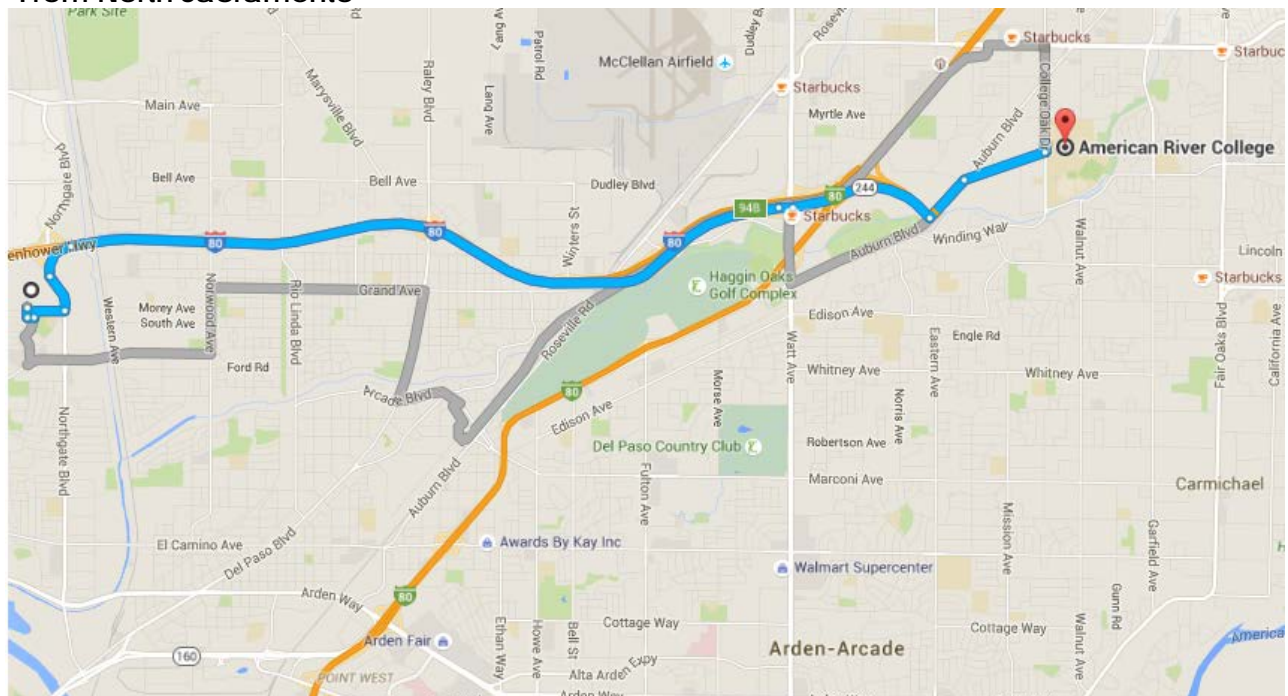 from North Sacramento
Park Site
Northgate Blvd
Main Ave
Marysville Blvd
Raley Blvd
Lang Ave
Patrol Rd
McClellan Airfield
Dudley Blvd
Starbucks
Starbucks
Myrtle Ave
College Oak Dr
Auburn Blvd
American River College
Bell Ave
Bell Ave
Dudley Blvd
Winters St
80
80
80
94B
80
244
Starbucks
Auburn Blvd
Winding Way
Walnut Ave
Lincoln
Starbucks
Western Ave
Morey Ave
South Ave
Norwood Ave
Rio Linda Blvd
Grand Ave
Ford Rd
Arcade Blvd
Roseville Rd
Haggin Oaks
Golf Complex
Edison Ave
Engle Rd
Eastern Ave
Watt Ave
Whitney Ave
Whitney Ave
Fair Oaks Blvd
California Ave
Northgate Blvd
80
Edison Ave
Morse Ave
Norris Ave
Del Paso Country Club
Robertson Ave
Marconi Ave
Auburn Blvd
Fulton Ave
Carmichael
El Camino Ave
Del Paso Blvd
Awards By Kay Inc
Walmart Supercenter
Mission Ave
Garfield Ave
Gunn Rd
Arden Way
80
Arden Fair
160
POINT WEST
Ethan Way
Howe Ave
Bell St
Cottage Way
Cottage Way
Walnut Ave
Arden-Arcade
Alta Arden Expy
Arden Way